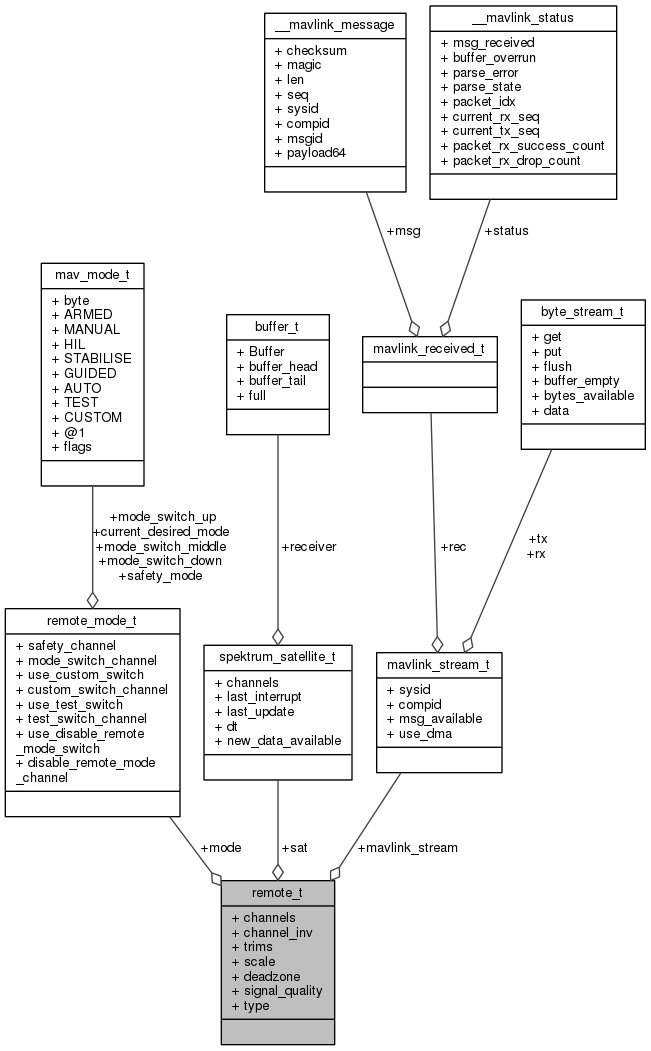 __mavlink_message
+ checksum
+ magic
+ len
+ seq
+ sysid
+ compid
+ msgid
+ payload64
__mavlink_status
+ msg_received
+ buffer_overrun
+ parse_error
+ parse_state
+ packet_idx
+ current_rx_seq
+ current_tx_seq
+ packet_rx_success_count
+ packet_rx_drop_count
+msg
+status
mav_mode_t
+ byte
+ ARMED
+ MANUAL
+ HIL
+ STABILISE
+ GUIDED
+ AUTO
+ TEST
+ CUSTOM
+ @1
+ flags
buffer_t
+ Buffer
+ buffer_head
+ buffer_tail
+ full
mavlink_received_t
byte_stream_t
+ get
+ put
+ flush
+ buffer_empty
+ bytes_available
+ data
+mode_switch_up
+current_desired_mode
+mode_switch_middle
+mode_switch_down
+safety_mode
+receiver
+rec
+tx
+rx
remote_mode_t
+ safety_channel
+ mode_switch_channel
+ use_custom_switch
+ custom_switch_channel
+ use_test_switch
+ test_switch_channel
+ use_disable_remote
_mode_switch
+ disable_remote_mode
_channel
spektrum_satellite_t
+ channels
+ last_interrupt
+ last_update
+ dt
+ new_data_available
mavlink_stream_t
+ sysid
+ compid
+ msg_available
+ use_dma
+mode
+sat
+mavlink_stream
remote_t
+ channels
+ channel_inv
+ trims
+ scale
+ deadzone
+ signal_quality
+ type